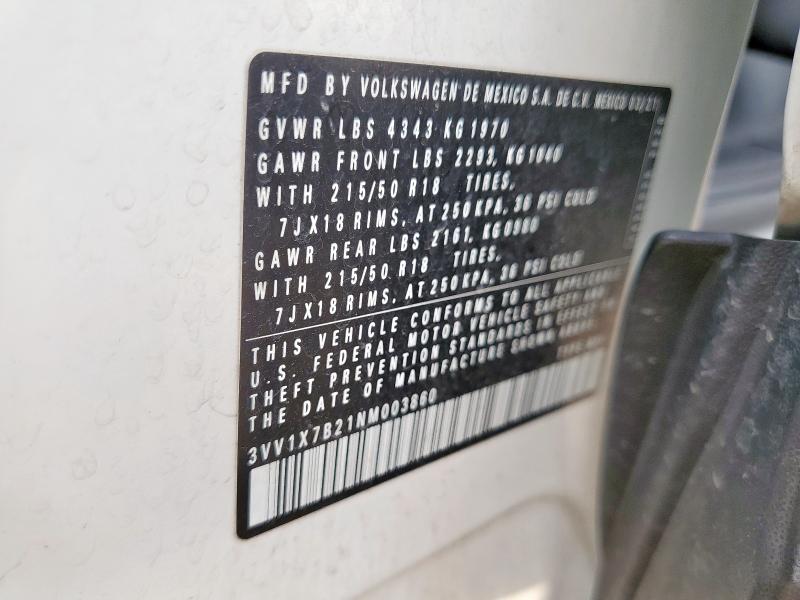 MFD BY VOLKSWAGEN DE MEXICO S.A. DE C.V. MEXICO 03/21
GVWR LBS 4343 KG 1970
GAWR FRONT LBS 2293, KG 1040
WITH 215/50 R18 TIRES,
7JX18 RIMS, AT 250 KPA, 36 PSI COLD
GAWR REAR LBS 2161, KG 0980
WITH 215/50 R18 TIRES,
7JX18 RIMS, AT 250 KPA, 36 PSI COLD
THIS VEHICLE CONFORMS TO ALL APPLICABLE
U.S. FEDERAL MOTOR VEHICLE SAFETY AND
THEFT PREVENTION STANDARDS IN EFFECT ON
THE DATE OF MANUFACTURE SHOWN ABOVE
3VV1X7B21NM003860